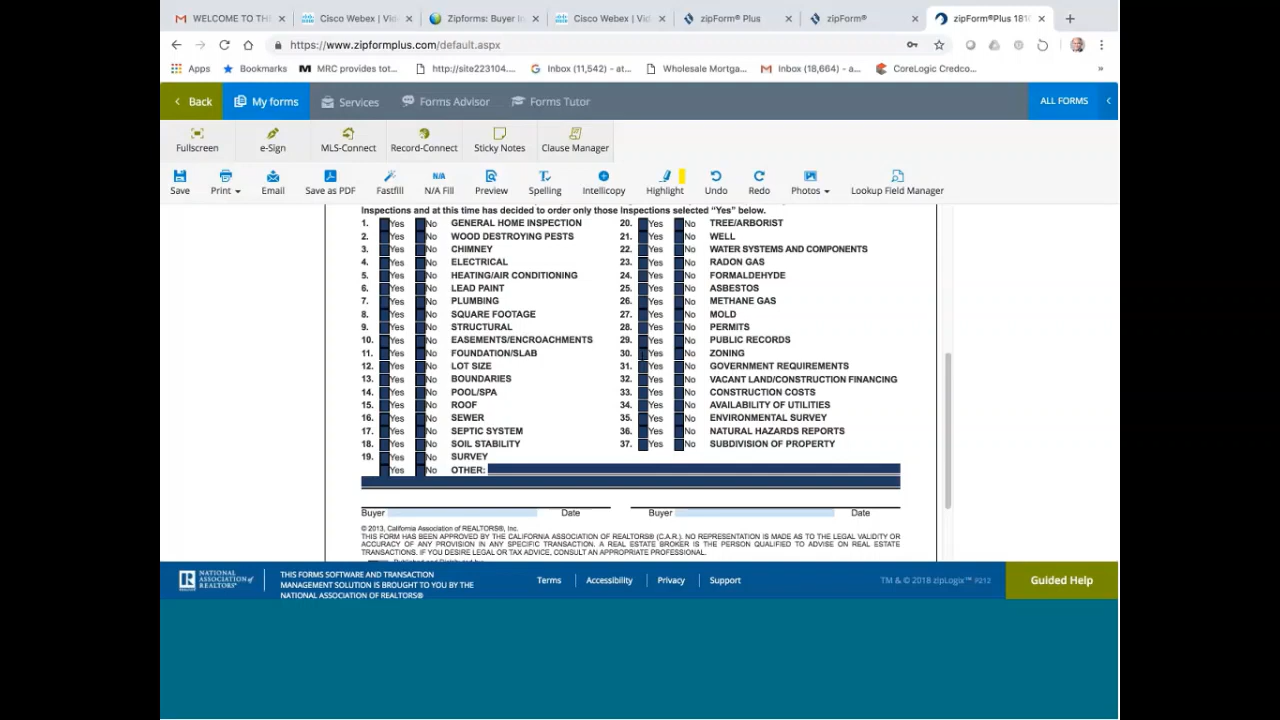 WELCOME TO TH
Cisco Webex | Vid
Zipforms: Buyer In
Cisco Webex | Vid
zipForm® Plus
zipForm®
zipForm®Plus 181
https://www.zipformplus.com/default.aspx
Apps
Bookmarks
MRC provides tot...
http://site223104....
Inbox (11,542) - at...
Wholesale Mortga...
Inbox (18,664) - a...
CoreLogic Credco...
Back
My forms
Services
Forms Advisor
Forms Tutor
ALL FORMS
Fullscreen
e-Sign
MLS-Connect
Record-Connect
Sticky Notes
Clause Manager
Save
Print
Email
Save as PDF
Fastfill
N/A
N/A Fill
Preview
Spelling
Intellicopy
Highlight
Undo
Redo
Photos
Lookup Field Manager
Inspections and at this time has decided to order only those Inspections selected “Yes” below.
1. Yes No GENERAL HOME INSPECTION
2. Yes No WOOD DESTROYING PESTS
3. Yes No CHIMNEY
4. Yes No ELECTRICAL
5. Yes No HEATING/AIR CONDITIONING
6. Yes No LEAD PAINT
7. Yes No PLUMBING
8. Yes No SQUARE FOOTAGE
9. Yes No STRUCTURAL
10. Yes No EASEMENTS/ENCROACHMENTS
11. Yes No FOUNDATION/SLAB
12. Yes No LOT SIZE
13. Yes No BOUNDARIES
14. Yes No POOL/SPA
15. Yes No ROOF
16. Yes No SEWER
17. Yes No SEPTIC SYSTEM
18. Yes No SOIL STABILITY
19. Yes No SURVEY
Yes No OTHER:
20. Yes No TREE/ARBORIST
21. Yes No WELL
22. Yes No WATER SYSTEMS AND COMPONENTS
23. Yes No RADON GAS
24. Yes No FORMALDEHYDE
25. Yes No ASBESTOS
26. Yes No METHANE GAS
27. Yes No MOLD
28. Yes No PERMITS
29. Yes No PUBLIC RECORDS
30. Yes No ZONING
31. Yes No GOVERNMENT REQUIREMENTS
32. Yes No VACANT LAND/CONSTRUCTION FINANCING
33. Yes No CONSTRUCTION COSTS
34. Yes No AVAILABILITY OF UTILITIES
35. Yes No ENVIRONMENTAL SURVEY
36. Yes No NATURAL HAZARDS REPORTS
37. Yes No SUBDIVISION OF PROPERTY
Buyer Date Buyer Date
© 2013, California Association of REALTORS®, Inc.
THIS FORM HAS BEEN APPROVED BY THE CALIFORNIA ASSOCIATION OF REALTORS® (C.A.R.). NO REPRESENTATION IS MADE AS TO THE LEGAL VALIDITY OR
ACCURACY OF ANY PROVISION IN ANY SPECIFIC TRANSACTION. A REAL ESTATE BROKER IS THE PERSON QUALIFIED TO ADVISE ON REAL ESTATE
TRANSACTIONS. IF YOU DESIRE LEGAL OR TAX ADVICE, CONSULT AN APPROPRIATE PROFESSIONAL.
NATIONAL
ASSOCIATION of
REALTORS®
THIS FORMS SOFTWARE AND TRANSACTION
MANAGEMENT SOLUTION IS BROUGHT TO YOU BY THE
NATIONAL ASSOCIATION OF REALTORS®
Terms
Accessibility
Privacy
Support
TM & © 2018 zipLogix™ P212
Guided Help